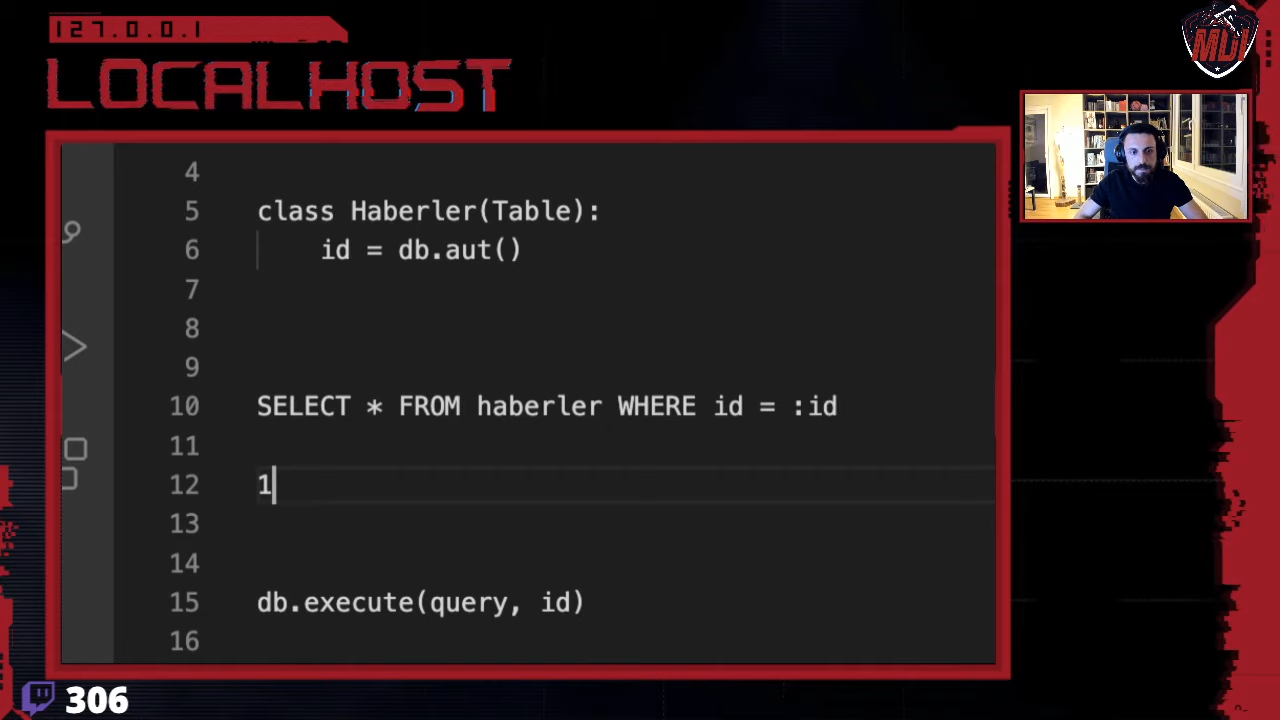 127.0.0.1
LOCALHOST
MDI
4
5 class Haberler(Table):
6 id = db.aut()
7
8
9
10 SELECT * FROM haberler WHERE id = :id
11
12 1
13
14
15 db.execute(query, id)
16
306